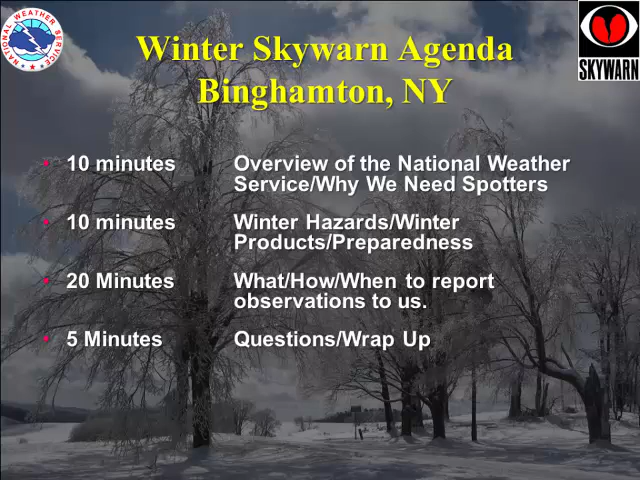 NATIONAL WEATHER SERVICE
SKYWARN
Winter Skywarn Agenda
Binghamton, NY
• 10 minutes Overview of the National Weather
Service/Why We Need Spotters
• 10 minutes Winter Hazards/Winter
Products/Preparedness
• 20 Minutes What/How/When to report
observations to us.
• 5 Minutes Questions/Wrap Up